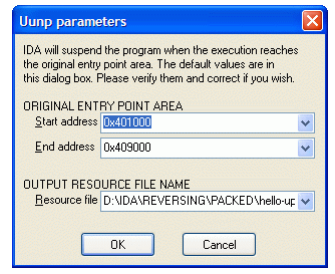 Uunp parameters
IDA will suspend the program when the execution reaches
the original entry point area. The default values are in
this dialog box. Please verify them and correct if you wish.
ORIGINAL ENTRY POINT AREA
Start address 0x401000
End address 0x409000
OUTPUT RESOURCE FILE NAME
Resource file D:\IDA\REVERSING\PACKED\hello-up
OK Cancel